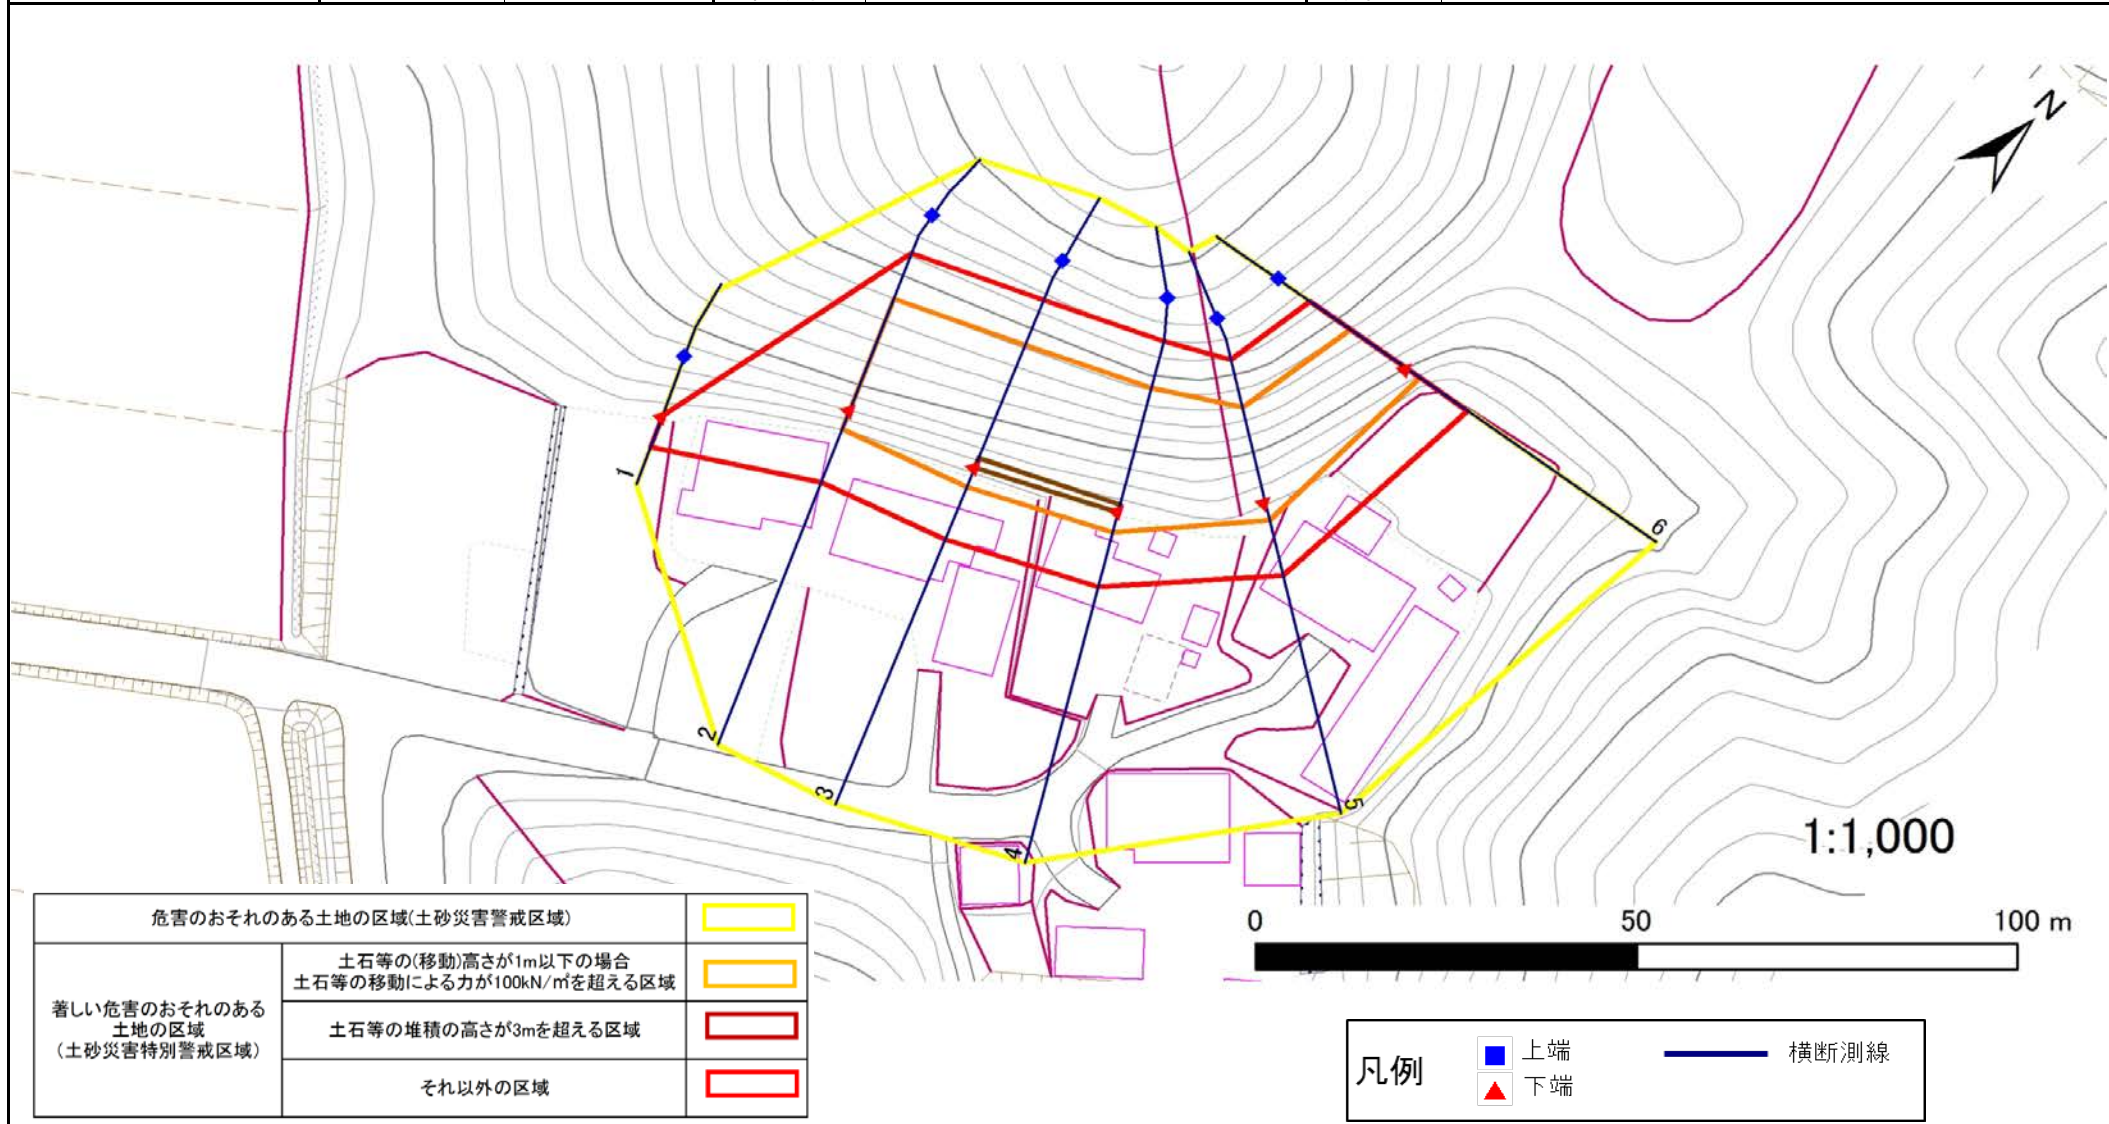 N
1
2
3
4
5
6
1:1,000
0 50 100 m
危害のおそれのある土地の区域(土砂災害警戒区域)
著しい危害のおそれのある
土地の区域
(土砂災害特別警戒区域)
土石等の(移動)高さが1m以下の場合
土石等の移動による力が100kN/㎡を超える区域
土石等の堆積の高さが3mを超える区域
それ以外の区域
凡例
上端
下端
横断測線